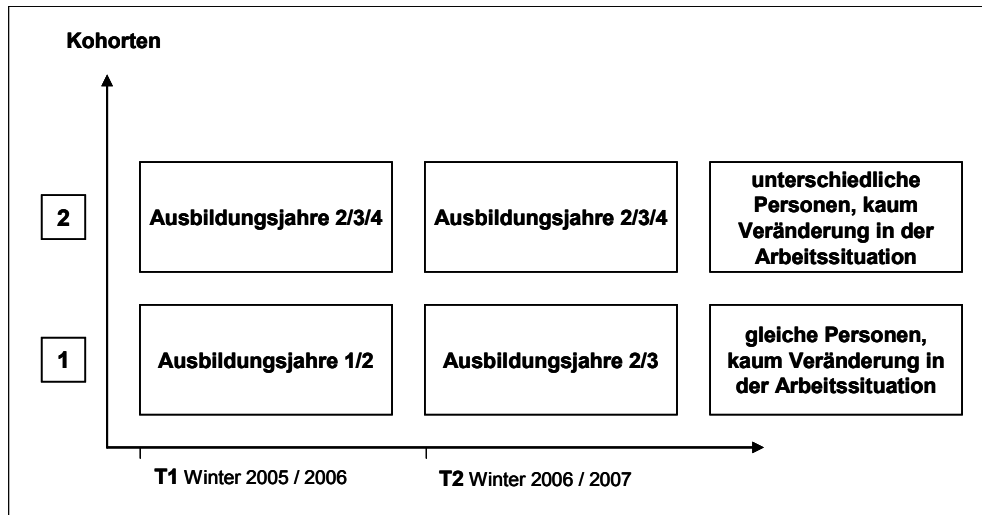 Kohorten
2
Ausbildungsjahre 2/3/4
Ausbildungsjahre 2/3/4
unterschiedliche
Personen, kaum
Veränderung in der
Arbeitssituation
1
Ausbildungsjahre 1/2
Ausbildungsjahre 2/3
gleiche Personen,
kaum Veränderung in
der Arbeitssituation
T1 Winter 2005 / 2006
T2 Winter 2006 / 2007